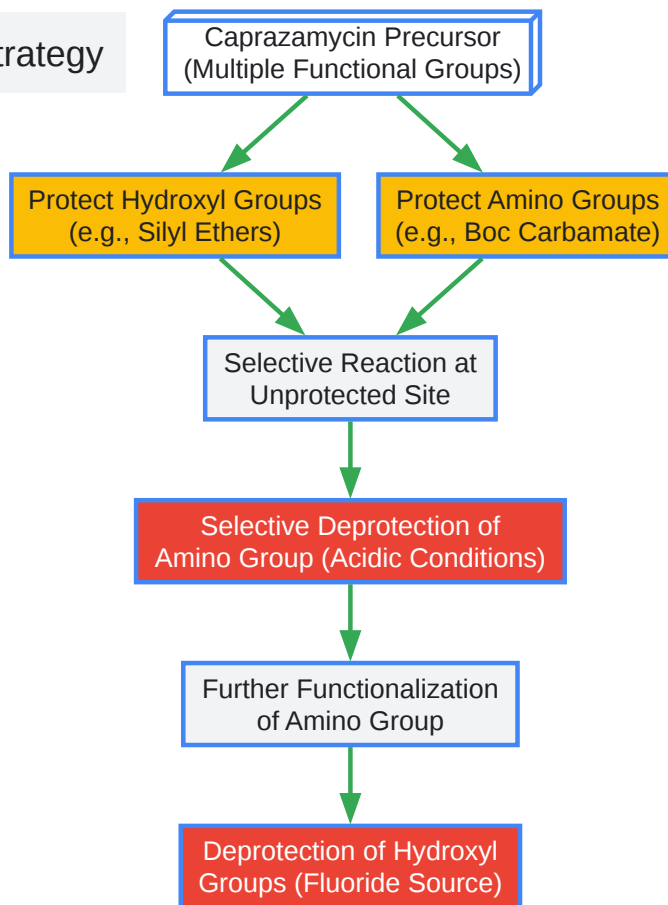 Caprazamycin Precursor
(Multiple Functional Groups)
Protect Hydroxyl Groups
(e.g., Silyl Ethers)
Protect Amino Groups
(e.g., Boc Carbamate)
Selective Reaction at
Unprotected Site
Selective Deprotection of
Amino Group (Acidic Conditions)
Further Functionalization
of Amino Group
Deprotection of Hydroxyl
Groups (Fluoride Source)